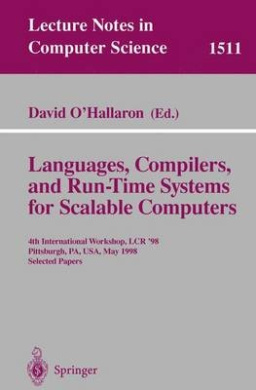 Lecture Notes in
Computer Science 1511
David O'Hallaron (Ed.)
Languages, Compilers,
and Run-Time Systems
for Scalable Computers
4th International Workshop, LCR '98
Pittsburgh, PA, USA, May 1998
Selected Papers
Springer